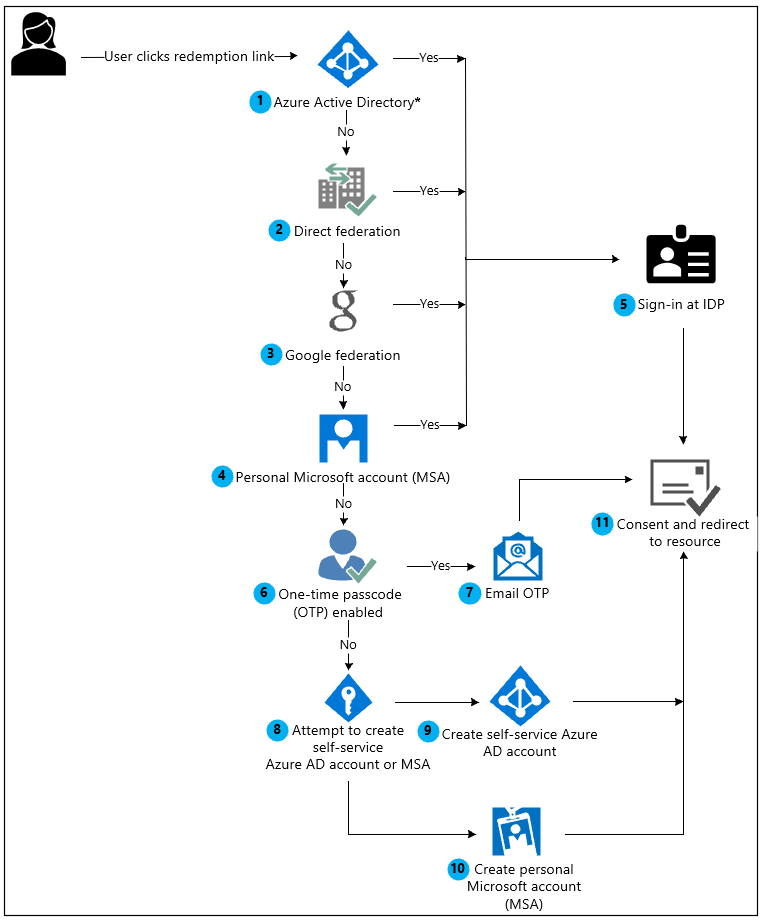 User clicks redemption link
Yes
1 Azure Active Directory*
No
Yes
2 Direct federation
No
Yes
g
3 Google federation
No
Yes
4 Personal Microsoft account (MSA)
No
5 Sign-in at IDP
Yes
6 One-time passcode
(OTP) enabled
@
7 Email OTP
11 Consent and redirect
to resource
No
8 Attempt to create
self-service
Azure AD account or MSA
9 Create self-service Azure
AD account
10 Create personal
Microsoft account
(MSA)